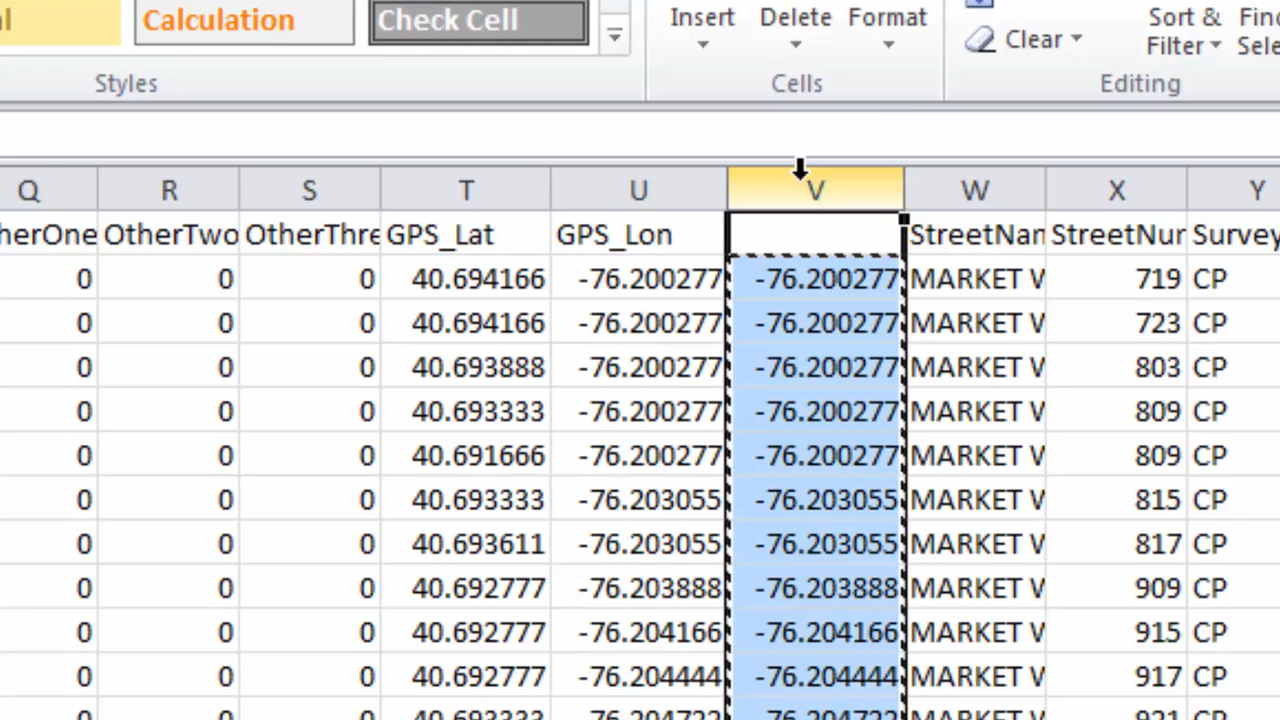 Calculation Check Cell Insert Delete Format Sort &
Clear Filter
Styles Cells Editing
Q R S T U V W X Y
herOne OtherTwo OtherThre GPS_Lat GPS_Lon StreetNam StreetNum Survey
0 0 0 40.694166 -76.200277 -76.200277 MARKET W 719 CP
0 0 0 40.694166 -76.200277 -76.200277 MARKET W 723 CP
0 0 0 40.693888 -76.200277 -76.200277 MARKET W 803 CP
0 0 0 40.693333 -76.200277 -76.200277 MARKET W 809 CP
0 0 0 40.691666 -76.200277 -76.200277 MARKET W 809 CP
0 0 0 40.693333 -76.203055 -76.203055 MARKET W 815 CP
0 0 0 40.693611 -76.203055 -76.203055 MARKET W 817 CP
0 0 0 40.692777 -76.203888 -76.203888 MARKET W 909 CP
0 0 0 40.692777 -76.204166 -76.204166 MARKET W 915 CP
0 0 0 40.692777 -76.204444 -76.204444 MARKET W 917 CP
0 0 0 40.693333 -76.204722 -76.204722 MARKET W 921 CP